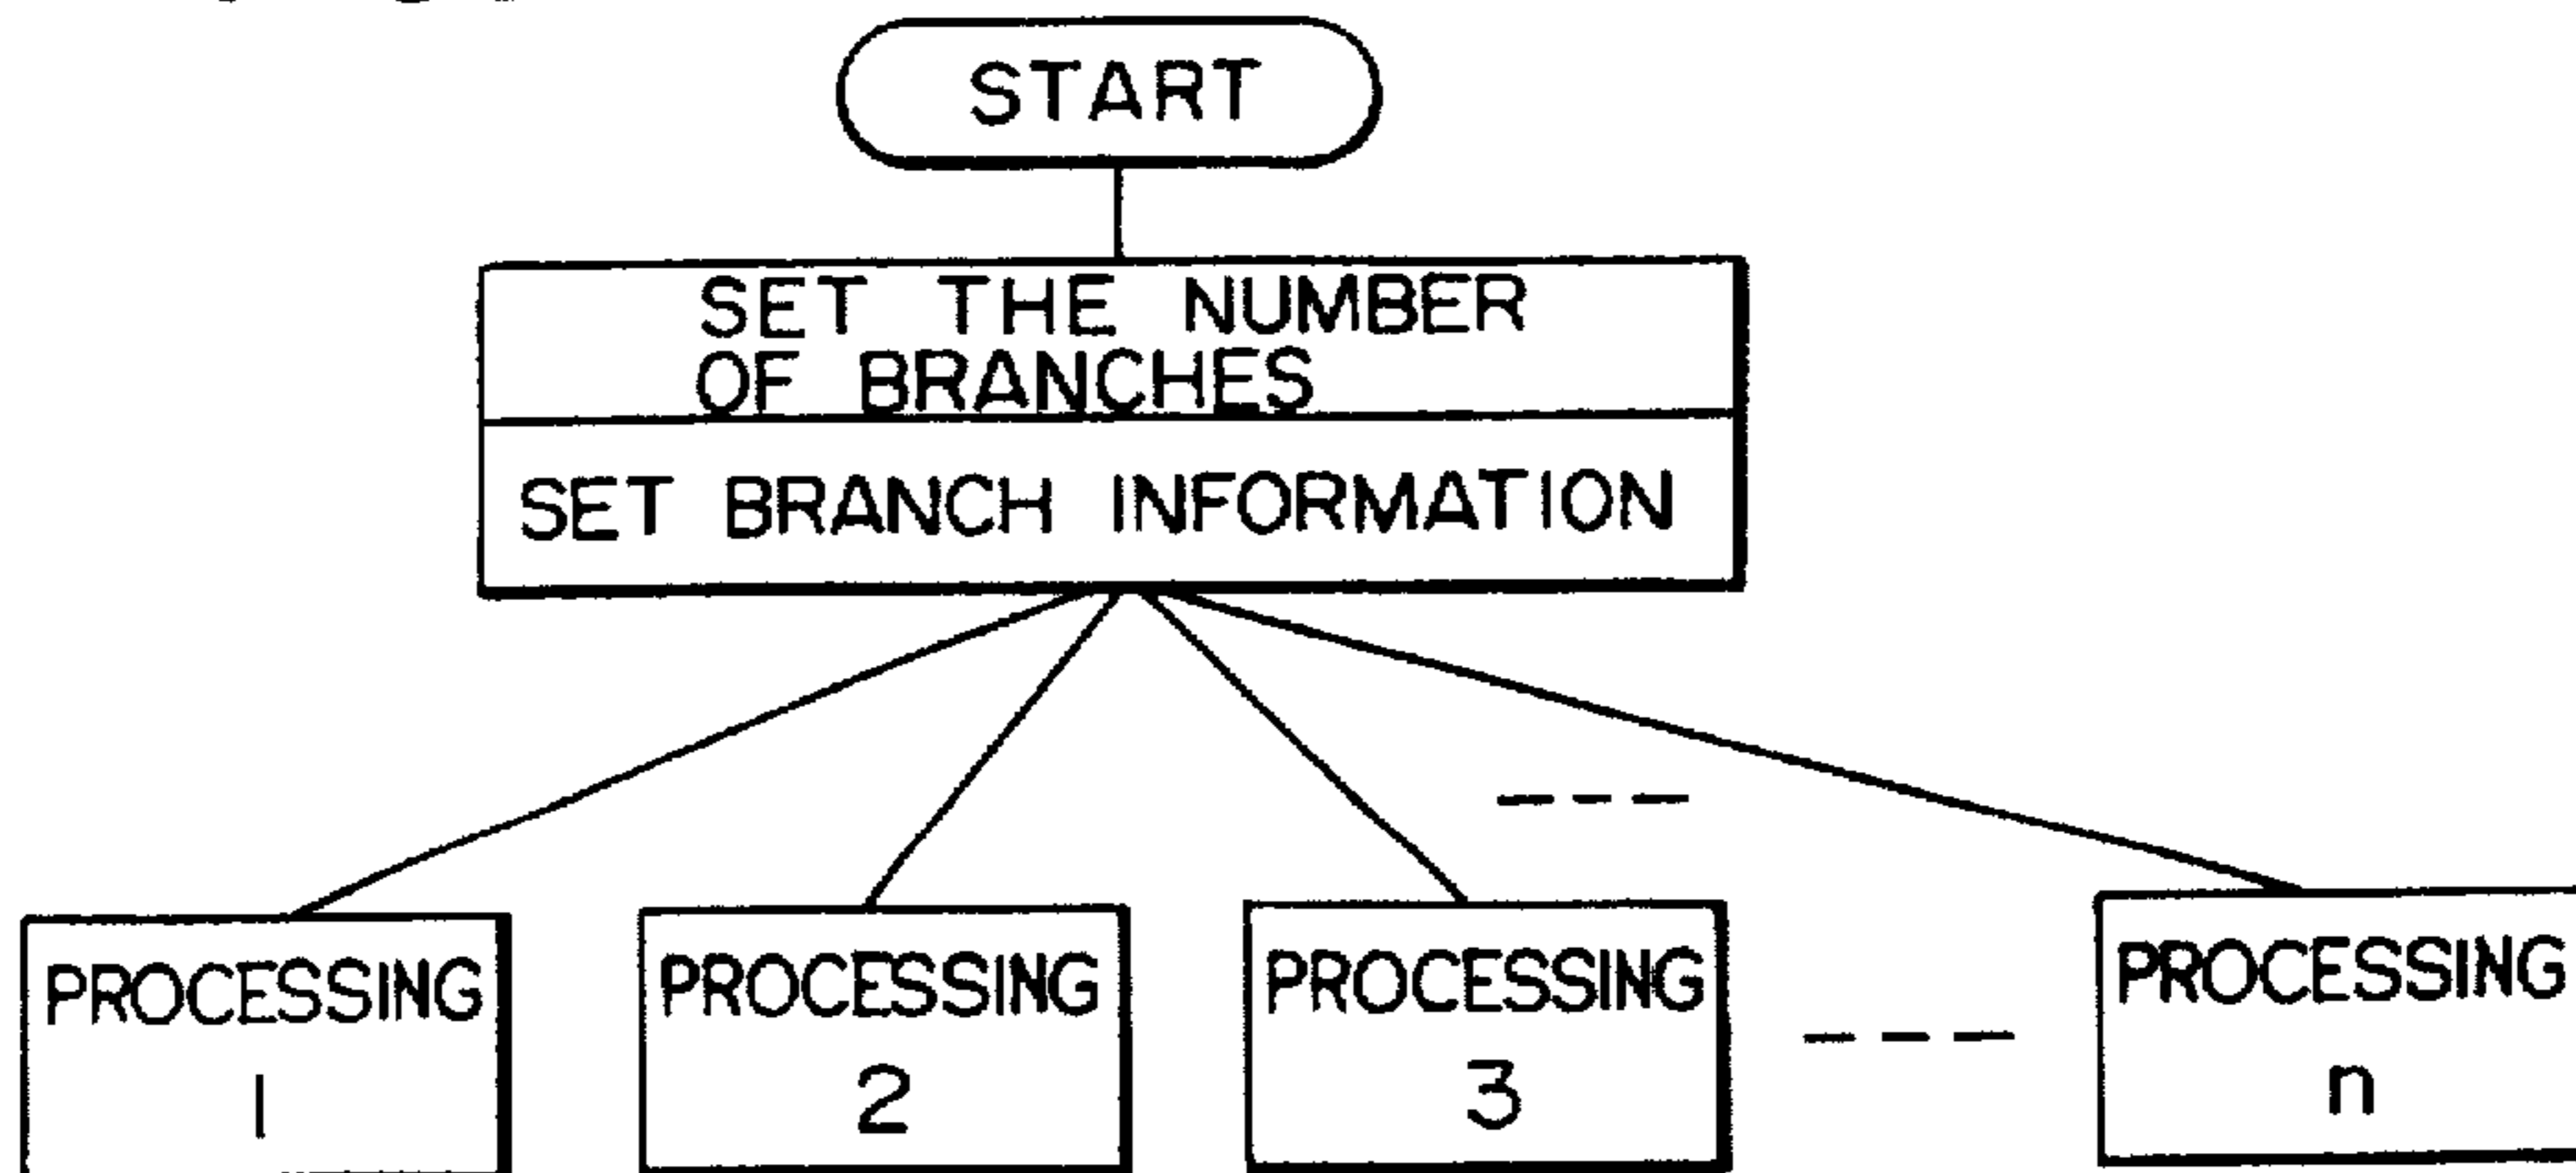 START
SET THE NUMBER
OF BRANCHES
SET BRANCH INFORMATION
PROCESSING
1
PROCESSING
2
PROCESSING
3
PROCESSING
n